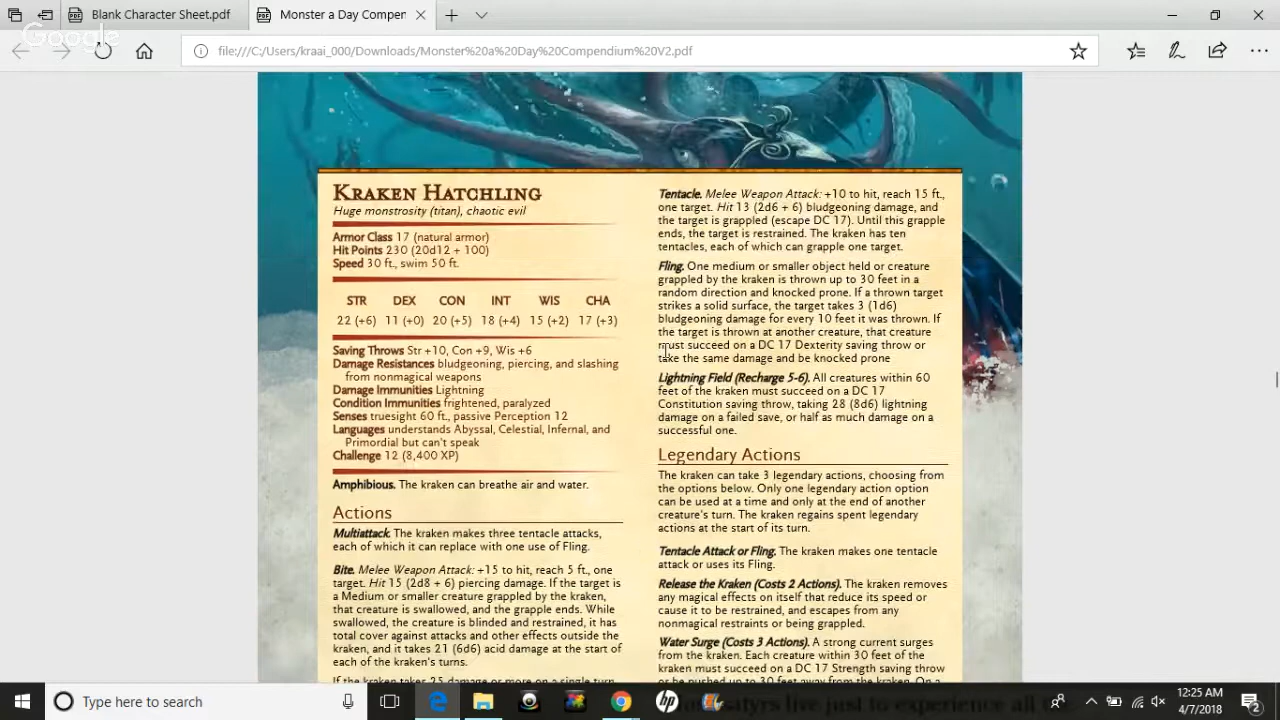 Blank Character Sheet.pdf
Monster a Day Compen
Google
file:///C:/Users/kraai_000/Downloads/Monster%20a%20Day%20Compendium%20V2.pdf
Kraken Hatchling
Huge monstrosity (titan), chaotic evil
Armor Class 17 (natural armor)
Hit Points 230 (20d12 + 100)
Speed 30 ft., swim 50 ft.
STR DEX CON INT WIS CHA
22 (+6) 11 (+0) 20 (+5) 18 (+4) 15 (+2) 17 (+3)
Saving Throws Str +10, Con +9, Wis +6
Damage Resistances bludgeoning, piercing, and slashing
from nonmagical weapons
Damage Immunities Lightning
Condition Immunities frightened, paralyzed
Senses truesight 60 ft., passive Perception 12
Languages understands Abyssal, Celestial, Infernal, and
Primordial but can't speak
Challenge 12 (8,400 XP)
Amphibious. The kraken can breathe air and water.
Actions
Multiattack. The kraken makes three tentacle attacks,
each of which it can replace with one use of Fling.
Bite. Melee Weapon Attack: +15 to hit, reach 5 ft., one
target. Hit 15 (2d8 + 6) piercing damage. If the target is
a Medium or smaller creature grappled by the kraken,
that creature is swallowed, and the grapple ends. While
swallowed, the creature is blinded and restrained, it has
total cover against attacks and other effects outside the
kraken, and it takes 21 (6d6) acid damage at the start of
each of the kraken's turns.
If the kraken takes 25 damage or more on a single turn
Tentacle. Melee Weapon Attack: +10 to hit, reach 15 ft.,
one target. Hit 13 (2d6 + 6) bludgeoning damage, and
the target is grappled (escape DC 17). Until this grapple
ends, the target is restrained. The kraken has ten
tentacles, each of which can grapple one target.
Fling. One medium or smaller object held or creature
grappled by the kraken is thrown up to 30 feet in a
random direction and knocked prone. If a thrown target
strikes a solid surface, the target takes 3 (1d6)
bludgeoning damage for every 10 feet it was thrown. If
the target is thrown at another creature, that creature
must succeed on a DC 17 Dexterity saving throw or
take the same damage and be knocked prone
Lightning Field (Recharge 5-6). All creatures within 60
feet of the kraken must succeed on a DC 17
Constitution saving throw, taking 28 (8d6) lightning
damage on a failed save, or half as much damage on a
successful one.
Legendary Actions
The kraken can take 3 legendary actions, choosing from
the options below. Only one legendary action option
can be used at a time and only at the end of another
creature's turn. The kraken regains spent legendary
actions at the start of its turn.
Tentacle Attack or Fling. The kraken makes one tentacle
attack or uses its Fling.
Release the Kraken (Costs 2 Actions). The kraken removes
any magical effects on itself that reduce its speed or
cause it to be restrained, and escapes from any
nonmagical restraints or being grappled.
Water Surge (Costs 3 Actions). A strong current surges
from the kraken. Each creature within 30 feet of the
kraken must succeed on a DC 17 Strength saving throw
or be pushed up to 30 feet away from the kraken. On a
Type here to search
12:25 AM
4/7/2018
2